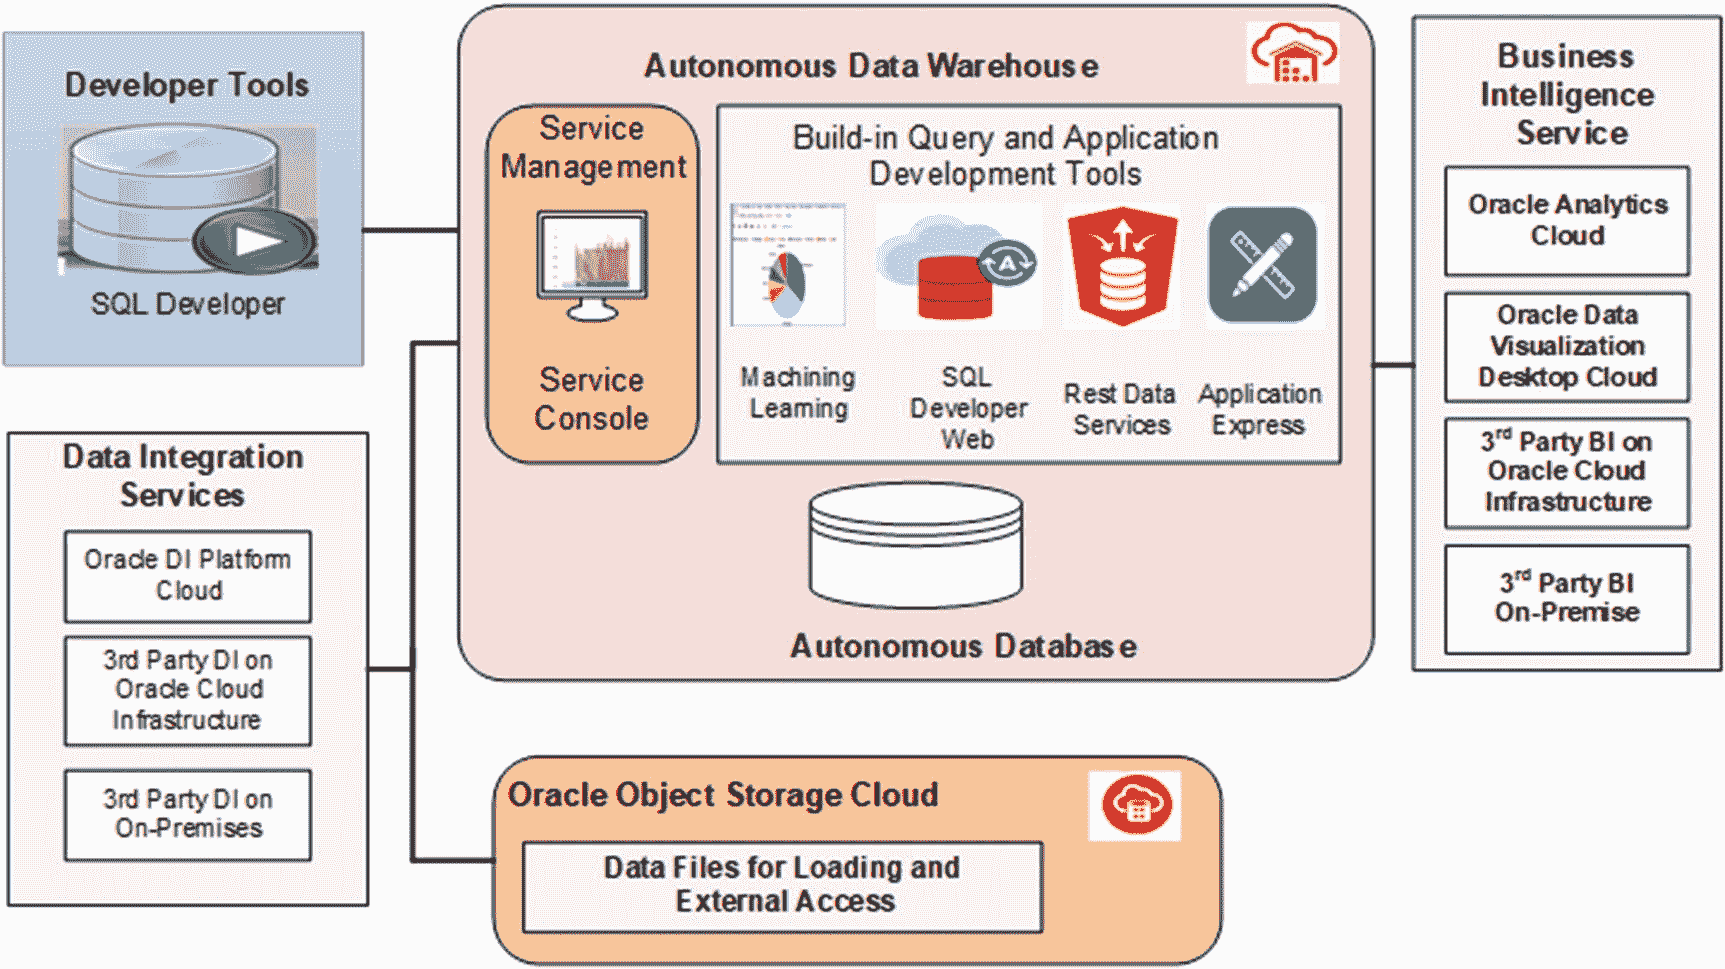 Developer Tools
SQL Developer
Data Integration
Services
Oracle DI Platform
Cloud
3rd Party DI on
Oracle Cloud
Infrastructure
3rd Party DI on
On-Premises
Autonomous Data Warehouse
Service
Management
Service
Console
Build-in Query and Application
Development Tools
Machining
Learning
SQL
Developer
Web
Rest Data
Services
Application
Express
A
Autonomous Database
Oracle Object Storage Cloud
Data Files for Loading and
External Access
Business
Intelligence
Service
Oracle Analytics
Cloud
Oracle Data
Visualization
Desktop Cloud
3rd Party BI on
Oracle Cloud
Infrastructure
3rd Party BI
On-Premise